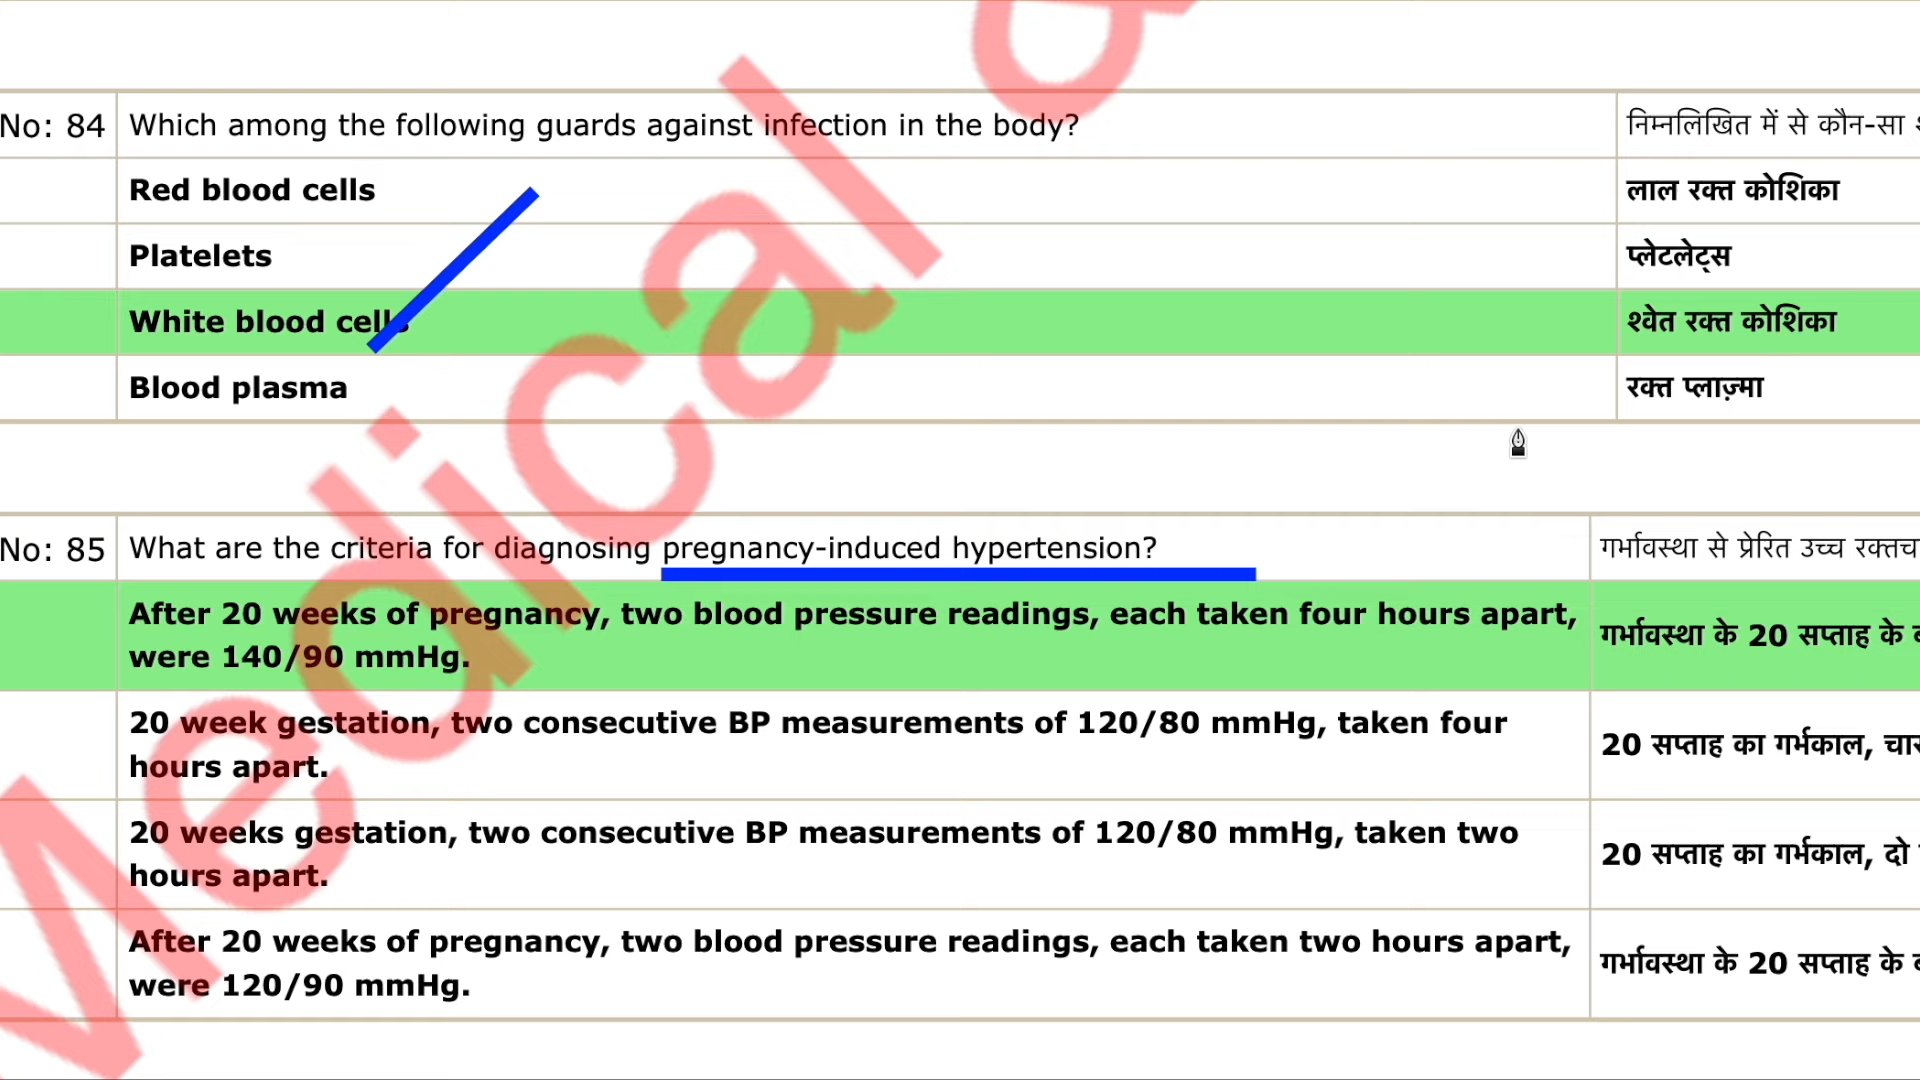 No: 84 Which among the following guards against infection in the body? निम्नलिखित में से कौन-सा
Red blood cells लाल रक्त कोशिका
Platelets प्लेटलेट्स
White blood cells श्वेत रक्त कोशिका
Blood plasma रक्त प्लाज़्मा
No: 85 What are the criteria for diagnosing pregnancy-induced hypertension? गर्भावस्था से प्रेरित उच्च
After 20 weeks of pregnancy, two blood pressure readings, each taken four hours apart,
were 140/90 mmHg.
गर्भावस्था के 20 सप्ताह के
20 week gestation, two consecutive BP measurements of 120/80 mmHg, taken four
hours apart.
20 सप्ताह का गर्भकाल,
20 weeks gestation, two consecutive BP measurements of 120/80 mmHg, taken two
hours apart.
20 सप्ताह का गर्भकाल, दो
After 20 weeks of pregnancy, two blood pressure readings, each taken two hours apart,
were 120/90 mmHg.
गर्भावस्था के 20 सप्ताह के
Medical &